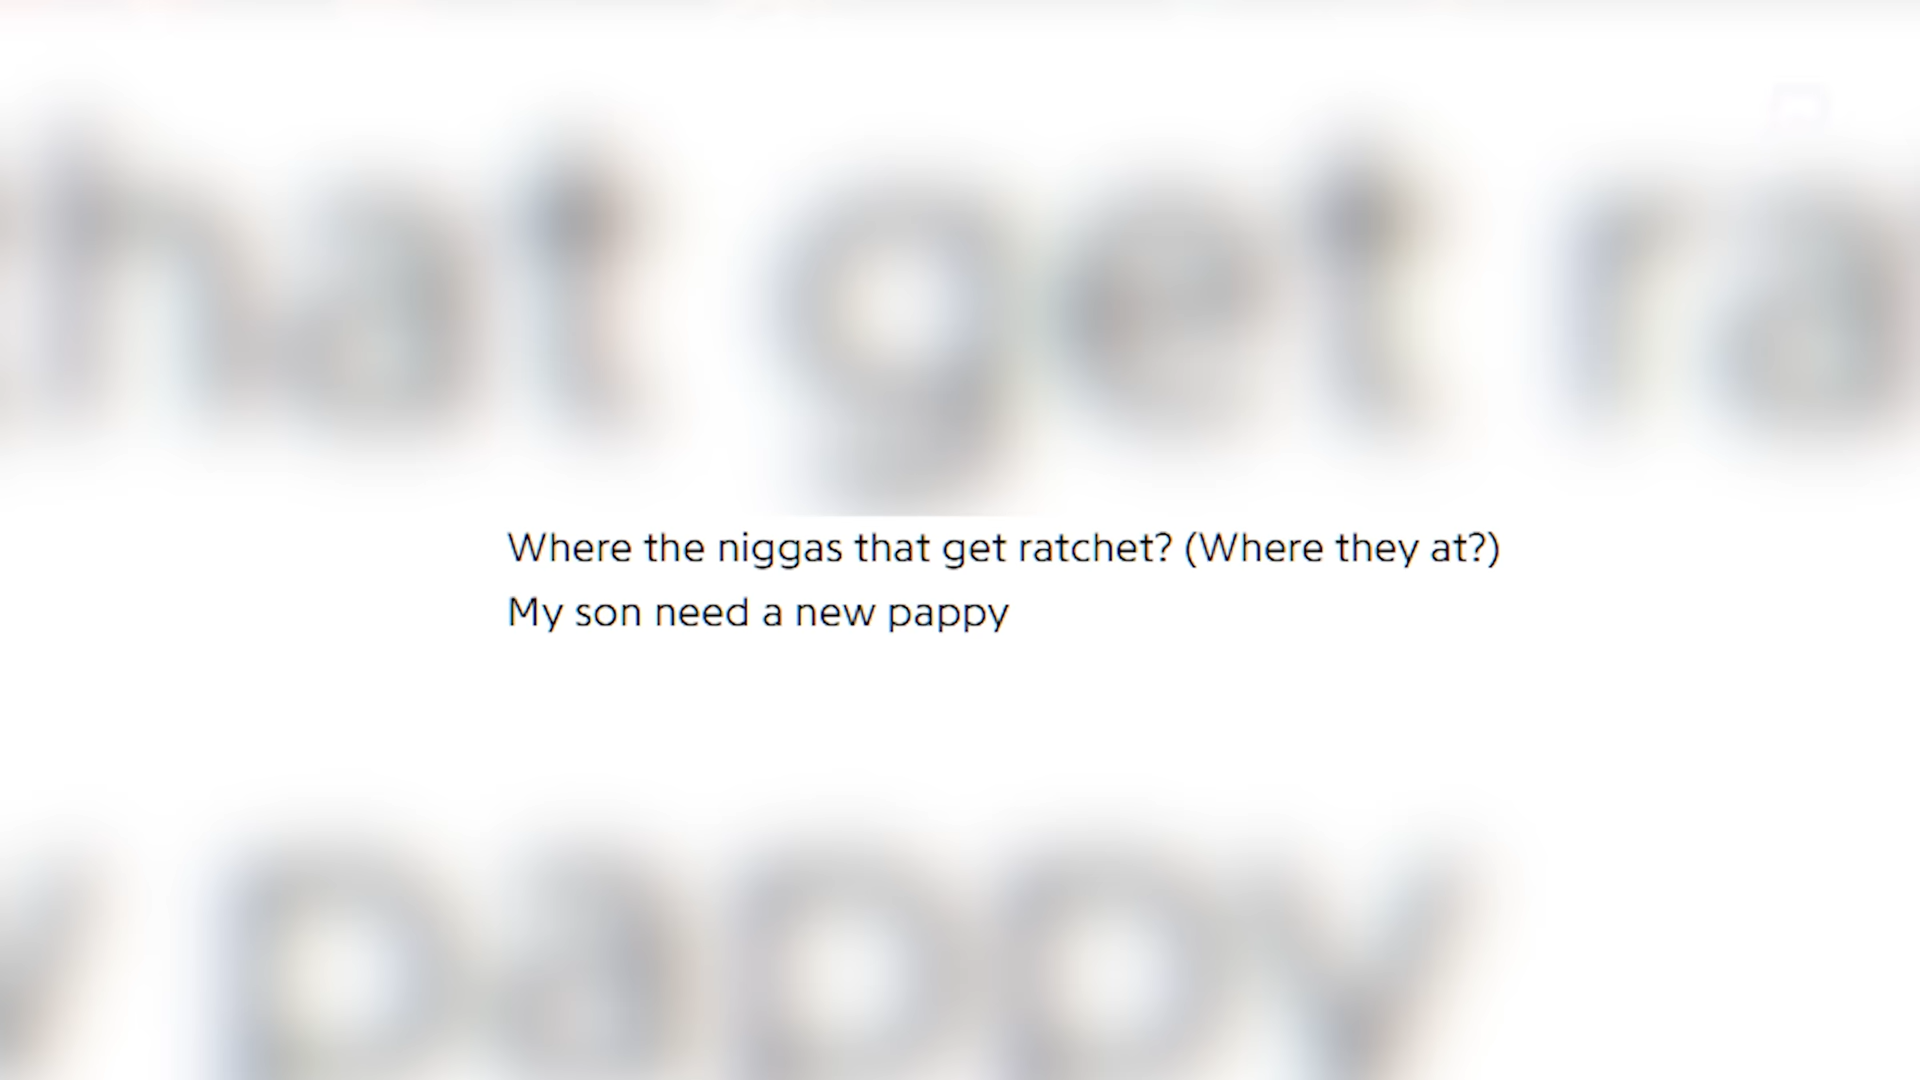 Where the niggas that get ratchet? (Where they at?)
My son need a new pappy